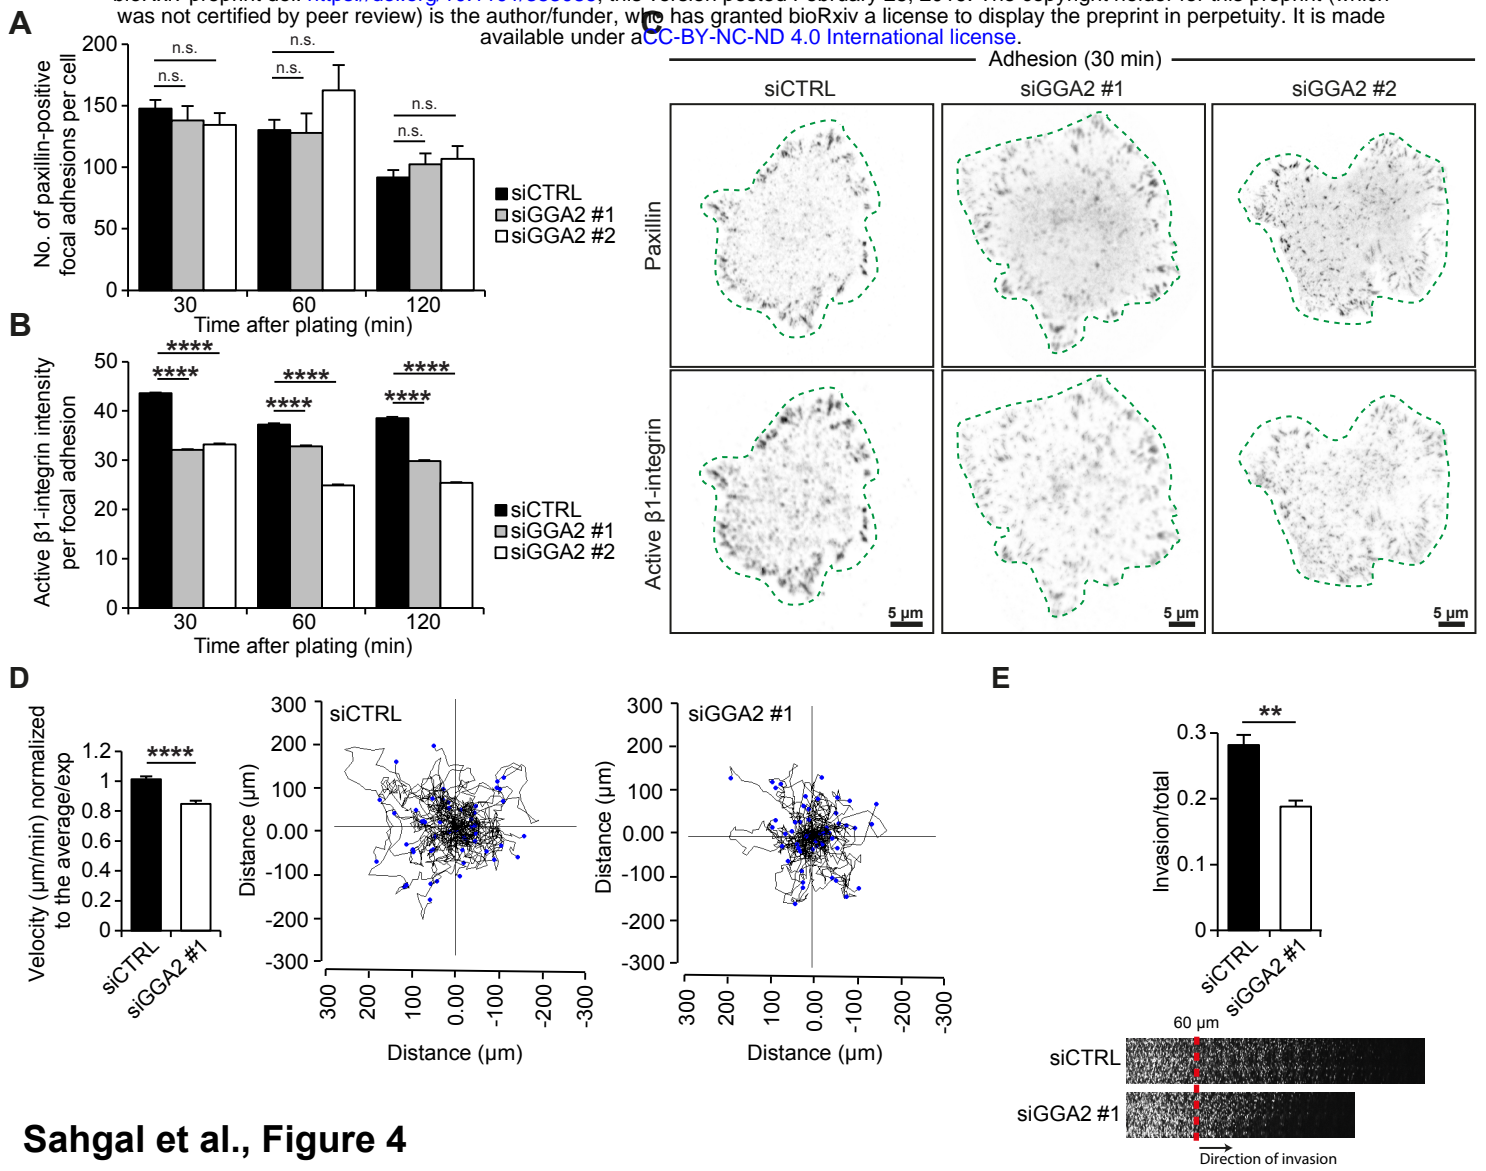 was not certified by peer review) is the author/funder, who has granted bioRxiv a license to display the preprint in perpetuity. It is made
available under aCC-BY-NC-ND 4.0 International license.
A
No. of paxillin-positive
focal adhesions per cell
200
150
100
50
0
n.s.
n.s.
n.s.
n.s.
n.s.
n.s.
30
60
120
Time after plating (min)
siCTRL
siGGA2 #1
siGGA2 #2
B
Active β1-integrin intensity
per focal adhesion
50
40
30
20
10
0
****
****
****
****
****
****
30
60
120
Time after plating (min)
siCTRL
siGGA2 #1
siGGA2 #2
C
Adhesion (30 min)
siCTRL
siGGA2 #1
siGGA2 #2
Paxillin
Active β1-integrin
5 µm
5 µm
5 µm
D
Velocity (µm/min) normalized
to the average/exp
1.2
1
0.8
0.6
0.4
0.2
0
****
siCTRL
siGGA2 #1
siCTRL
Distance (µm)
300
200
100
0.00
-100
-200
-300
300
200
100
0.00
-100
-200
-300
Distance (µm)
siGGA2 #1
Distance (µm)
300
200
100
0.00
-100
-200
-300
300
200
100
0.00
-100
-200
-300
Distance (µm)
E
Invasion/total
0.3
0.2
0.1
0
**
siCTRL
siGGA2 #1
60 µm
siCTRL
siGGA2 #1
Direction of invasion
Sahgal et al., Figure 4